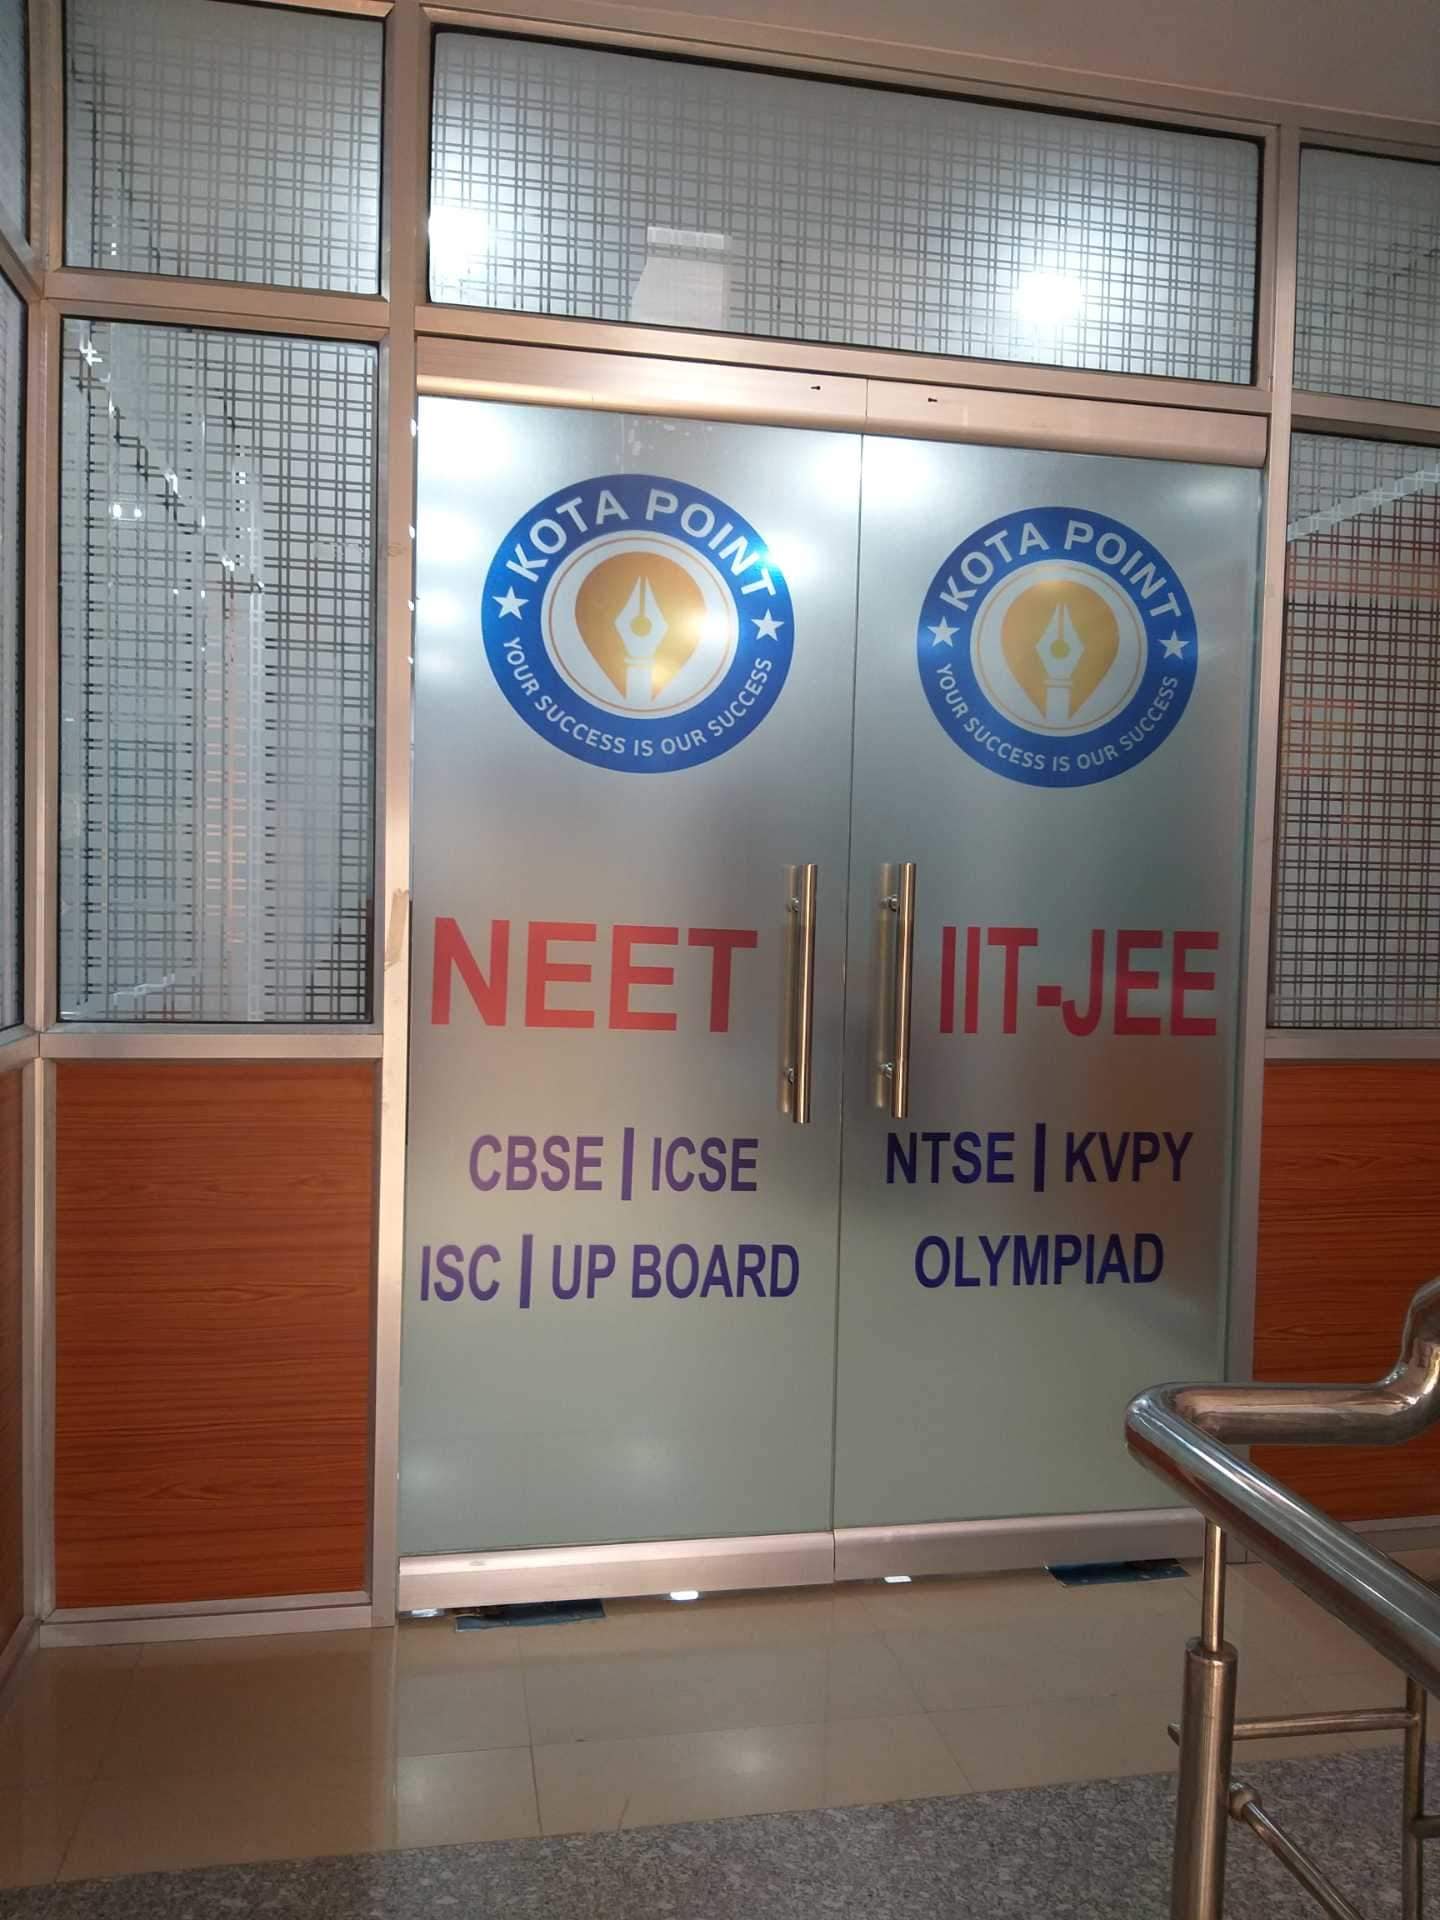 KOTA POINT
YOUR SUCCESS IS OUR SUCCESS
NEET
CBSE | ICSE
ISC | UP BOARD
KOTA POINT
YOUR SUCCESS IS OUR SUCCESS
IIT-JEE
NTSE | KVPY
OLYMPIAD